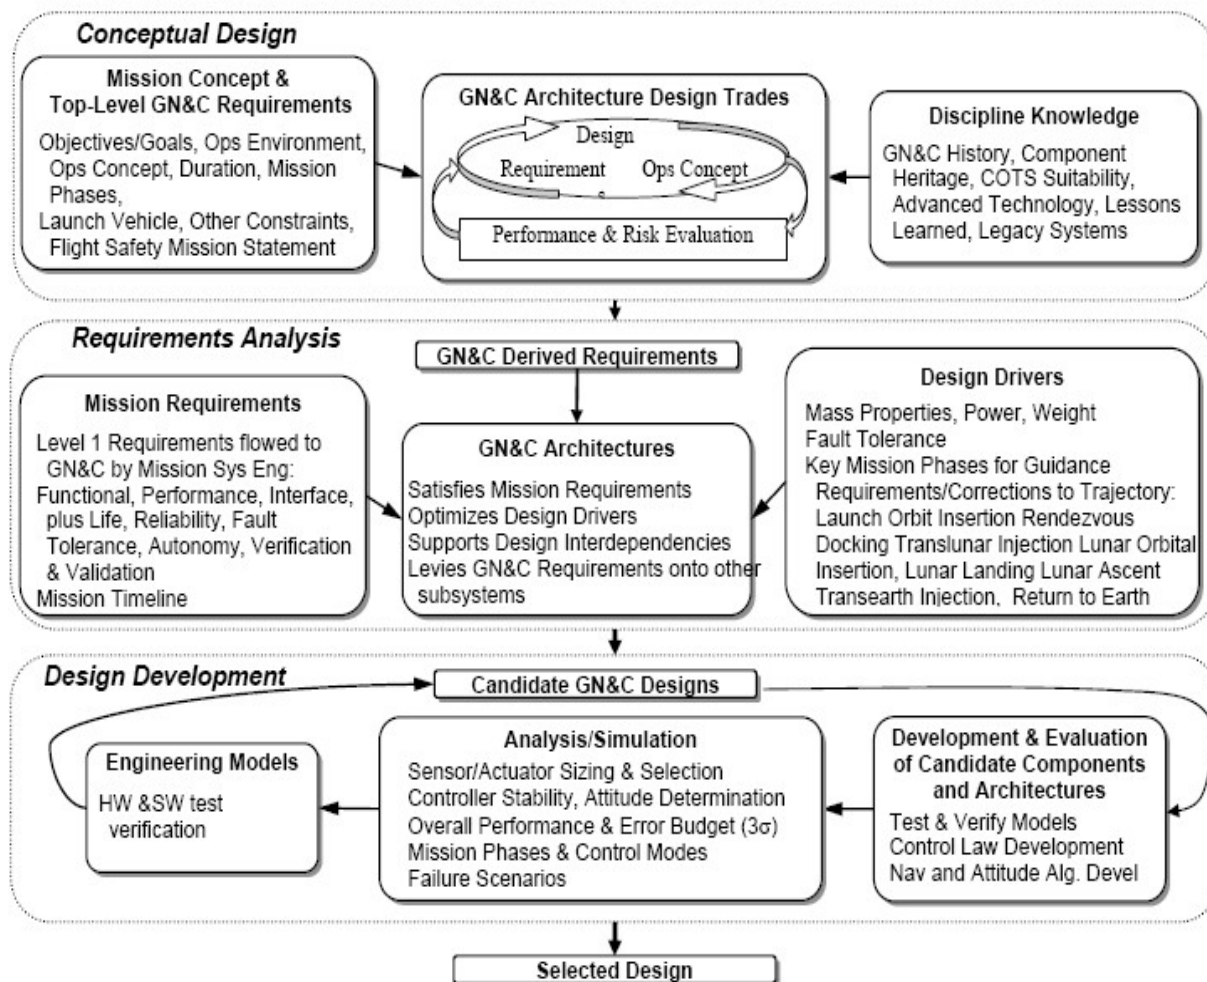 Conceptual Design
Mission Concept &
Top-Level GN&C Requirements
Objectives/Goals, Ops Environment,
Ops Concept, Duration, Mission
Phases,
Launch Vehicle, Other Constraints,
Flight Safety Mission Statement
GN&C Architecture Design Trades
Design
Requirement
s
Ops Concept
Performance & Risk Evaluation
Discipline Knowledge
GN&C History, Component
Heritage, COTS Suitability,
Advanced Technology, Lessons
Learned, Legacy Systems
Requirements Analysis
Mission Requirements
Level 1 Requirements flowed to
GN&C by Mission Sys Eng:
Functional, Performance, Interface,
plus Life, Reliability, Fault
Tolerance, Autonomy, Verification
& Validation
Mission Timeline
GN&C Derived Requirements
GN&C Architectures
Satisfies Mission Requirements
Optimizes Design Drivers
Supports Design Interdependencies
Levies GN&C Requirements onto other
subsystems
Design Drivers
Mass Properties, Power, Weight
Fault Tolerance
Key Mission Phases for Guidance
Requirements/Corrections to Trajectory:
Launch Orbit Insertion Rendezvous
Docking Translunar Injection Lunar Orbital
Insertion, Lunar Landing Lunar Ascent
Transearth Injection, Return to Earth
Design Development
Candidate GN&C Designs
Engineering Models
HW &SW test
verification
Analysis/Simulation
Sensor/Actuator Sizing & Selection
Controller Stability, Attitude Determination
Overall Performance & Error Budget (3σ)
Mission Phases & Control Modes
Failure Scenarios
Development & Evaluation
of Candidate Components
and Architectures
Test & Verify Models
Control Law Development
Nav and Attitude Alg. Devel
Selected Design